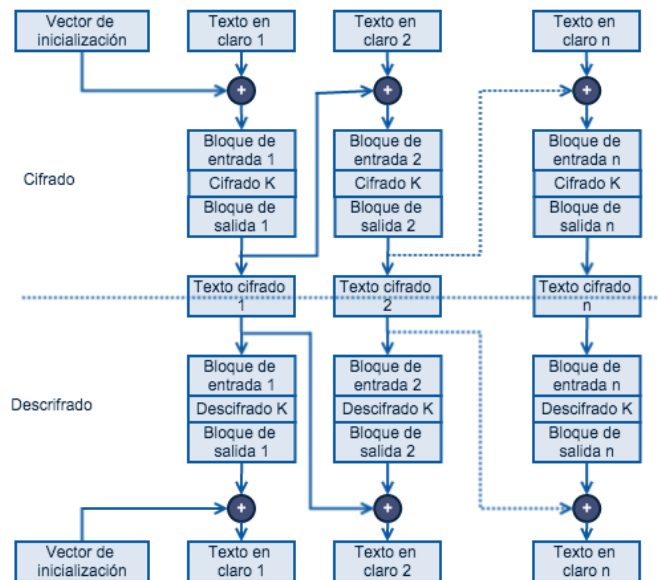 Vector de
inicialización
Texto en
claro 1
Texto en
claro 2
Texto en
claro n
+
+
+
Cifrado
Bloque de
entrada 1
Cifrado K
Bloque de
salida 1
Bloque de
entrada 2
Cifrado K
Bloque de
salida 2
Bloque de
entrada n
Cifrado K
Bloque de
salida n
Texto cifrado
1
Texto cifrado
2
Texto cifrado
n
Descrifrado
Bloque de
entrada 1
Descifrado K
Bloque de
salida 1
Bloque de
entrada 2
Descifrado K
Bloque de
salida 2
Bloque de
entrada n
Descifrado K
Bloque de
salida n
+
+
+
Vector de
inicialización
Texto en
claro 1
Texto en
claro 2
Texto en
claro n